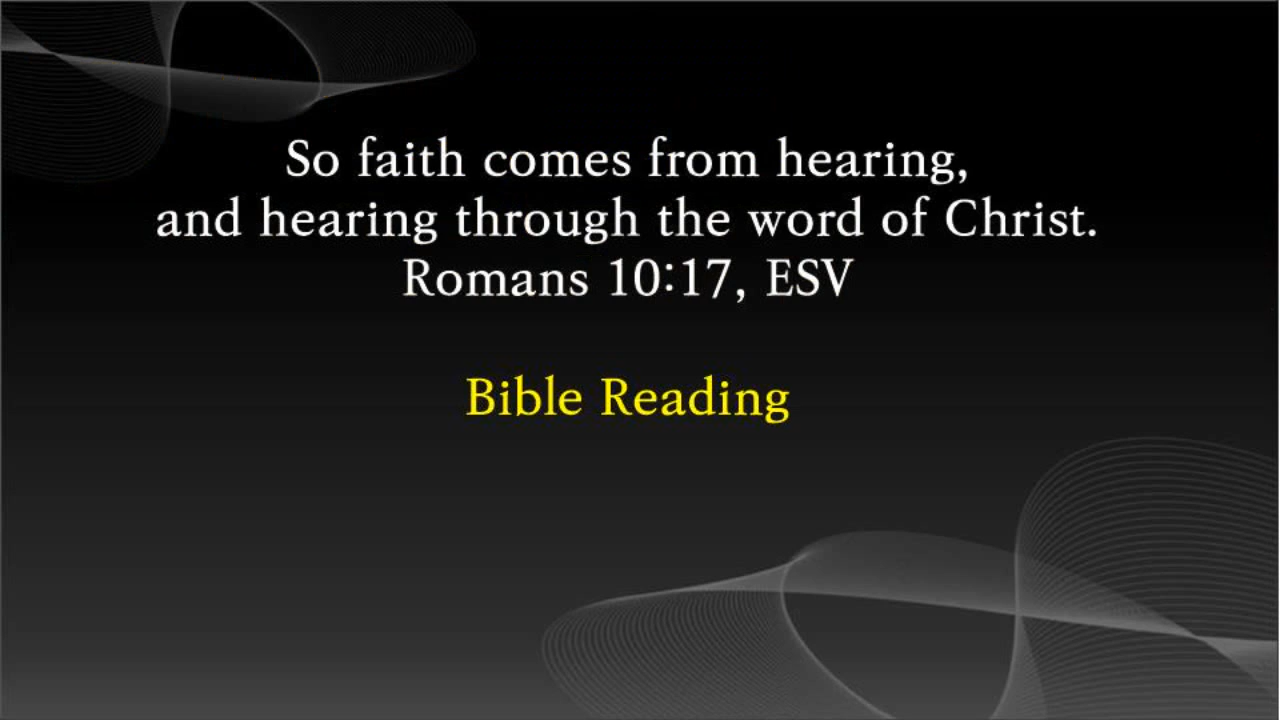 So faith comes from hearing,
and hearing through the word of Christ.
Romans 10:17, ESV
Bible Reading